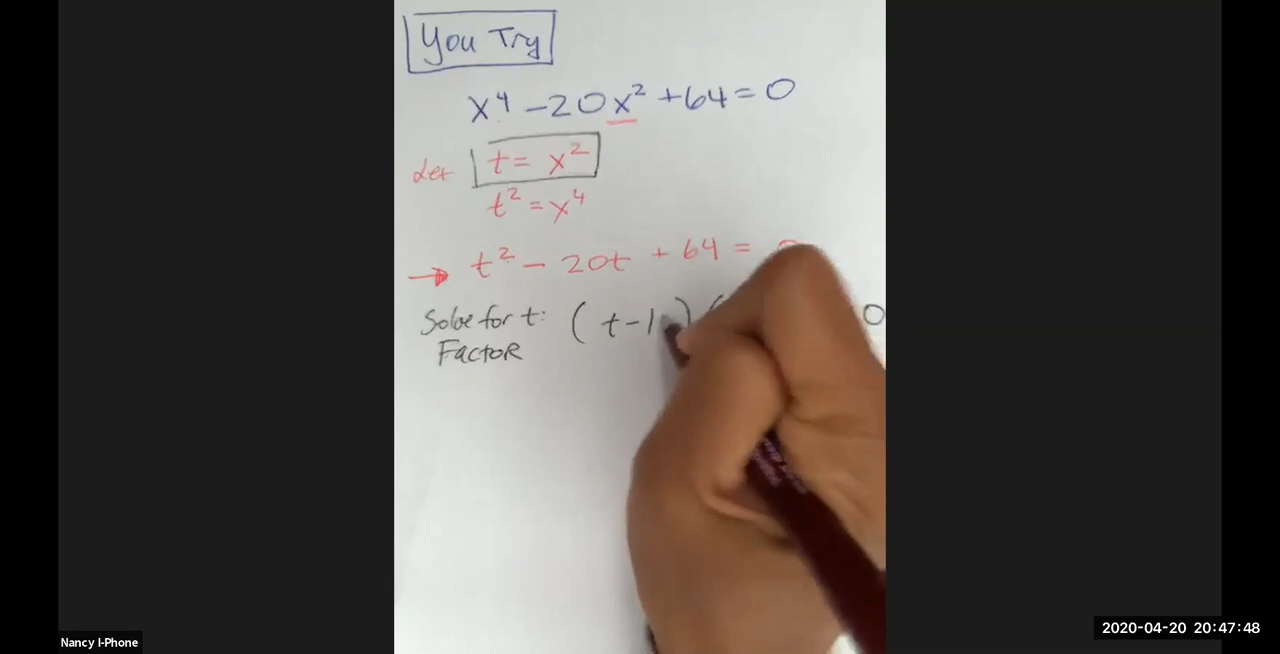 You Try
x⁴ - 20x² + 64 = 0
Let t = x²
t² = x⁴
→ t² - 20t + 64 =
Solve for t: (t-1 ) ( 0
Factor
Nancy I-Phone
2020-04-20 20:47:48